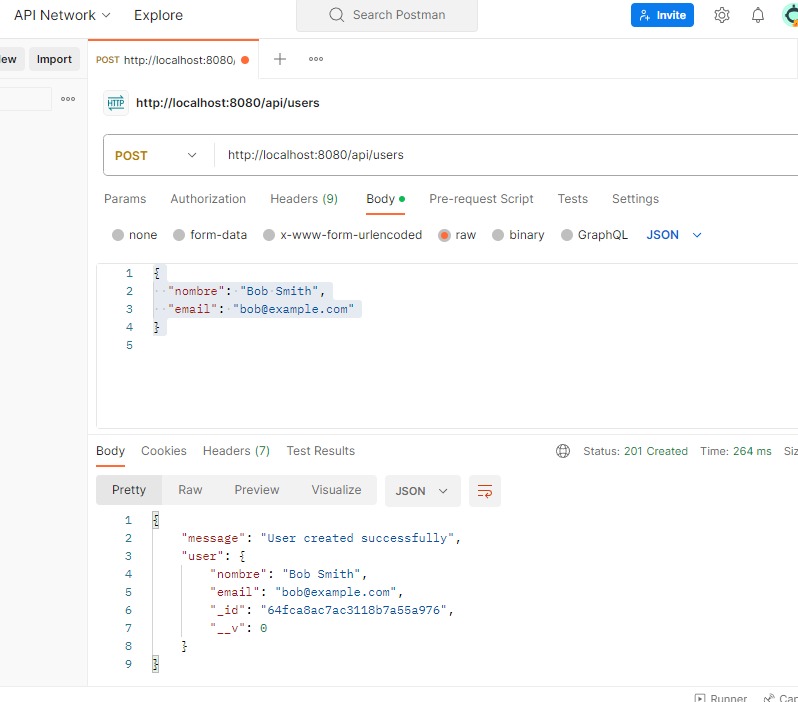 API Network Explore Search Postman Invite
Import POST http://localhost:8080/
HTTP http://localhost:8080/api/users
POST http://localhost:8080/api/users
Params Authorization Headers (9) Body Pre-request Script Tests Settings
none form-data x-www-form-urlencoded raw binary GraphQL JSON
1 {
2 "nombre": "Bob Smith",
3 "email": "bob@example.com"
4 }
5
Body Cookies Headers (7) Test Results Status: 201 Created Time: 264 ms
Pretty Raw Preview Visualize JSON
1 {
2 "message": "User created successfully",
3 "user": {
4 "nombre": "Bob Smith",
5 "email": "bob@example.com",
6 "_id": "64fca8ac7ac3118b7a55a976",
7 "__v": 0
8 }
9 }
Runner